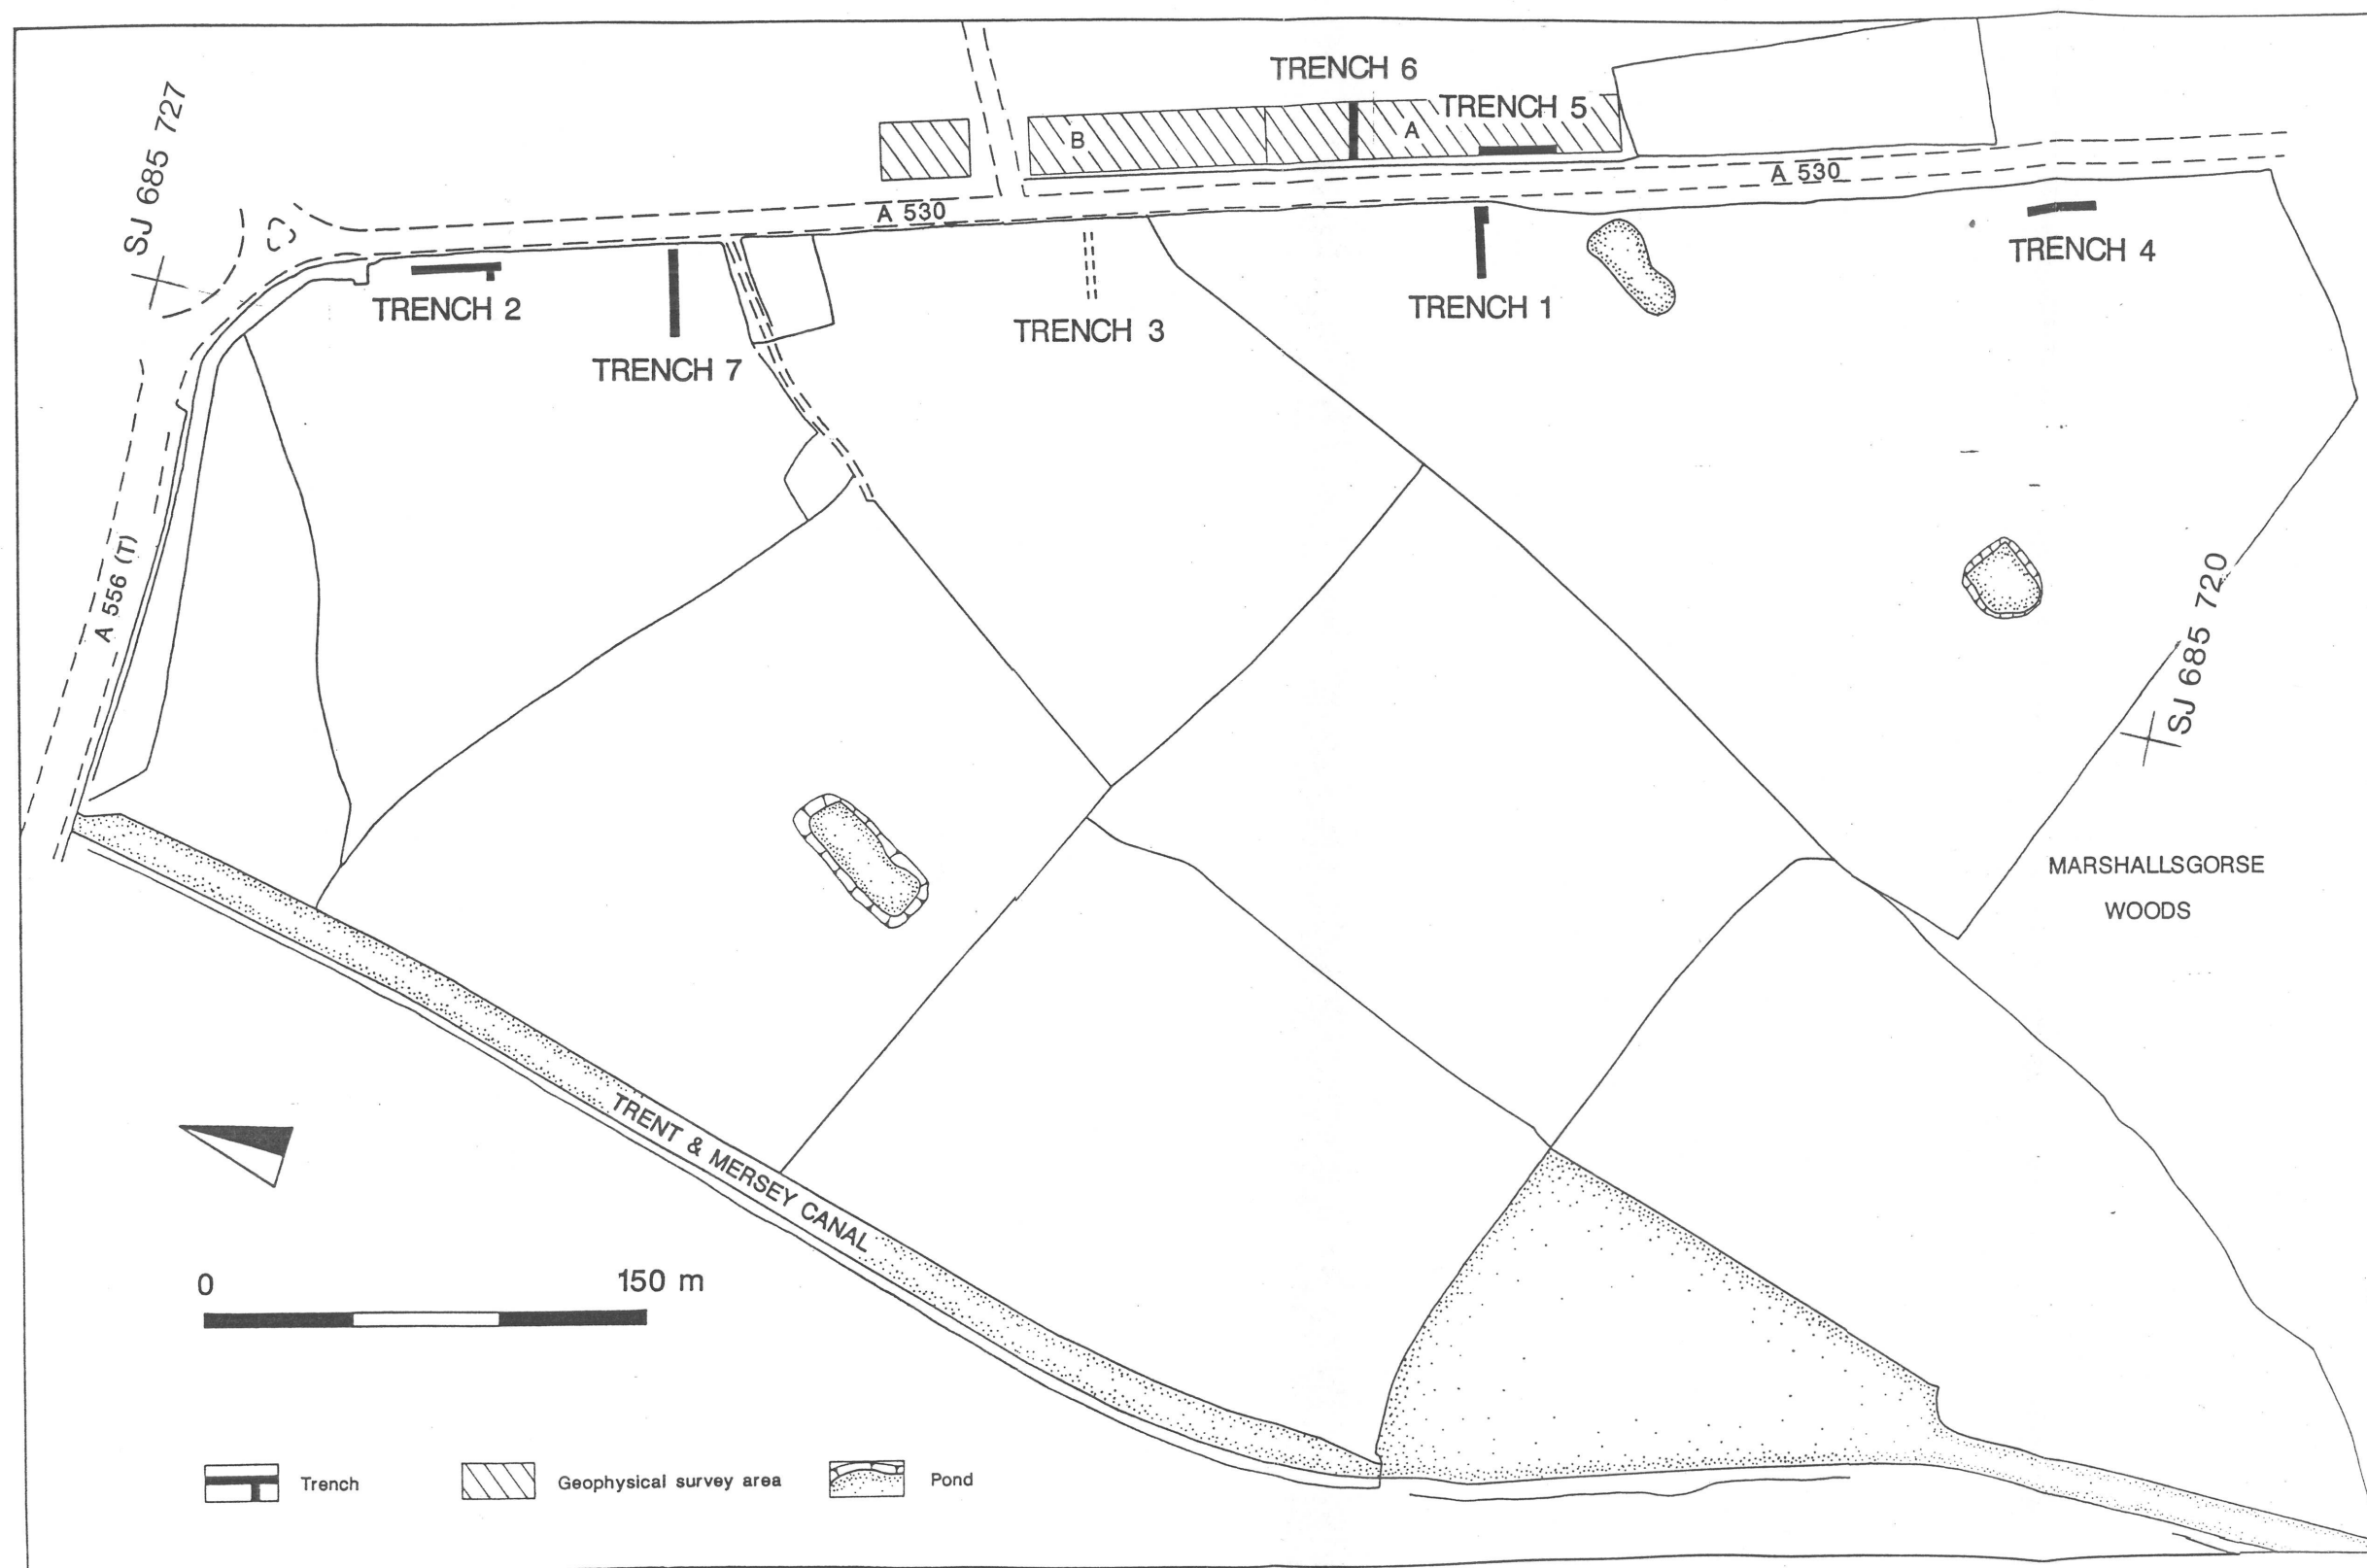 TRENCH 6
TRENCH 5
SJ 685 727
B
A
A 530
A 530
TRENCH 2
TRENCH 7
TRENCH 3
TRENCH 1
TRENCH 4
A 556 (T)
SJ 685 720
MARSHALLSGORSE
WOODS
TRENT & MERSEY CANAL
0
150 m
Trench
Geophysical survey area
Pond